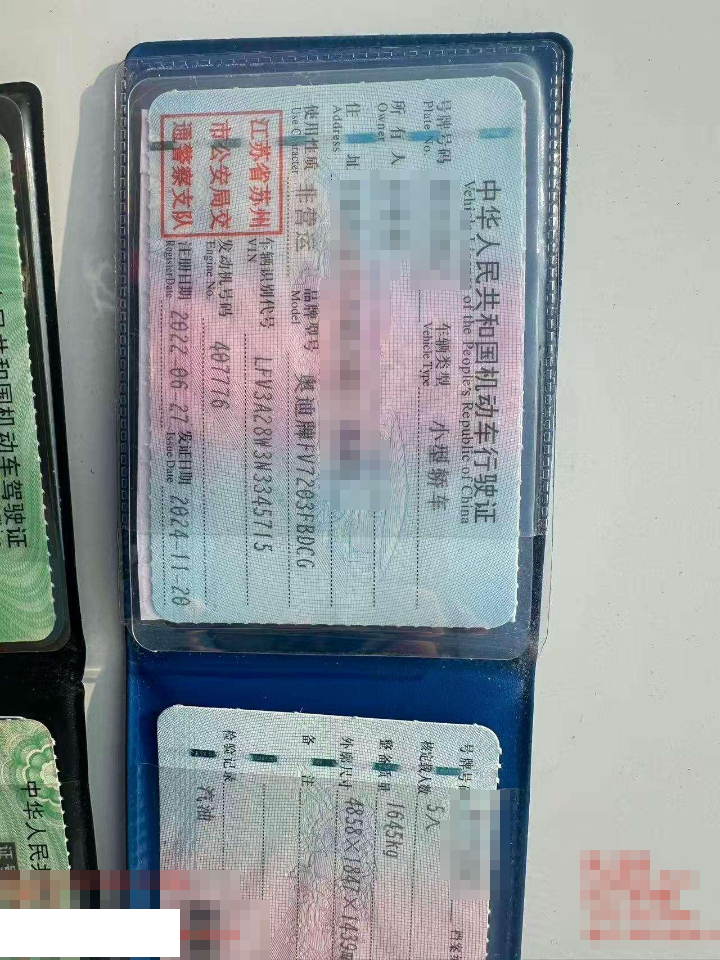 中华人民共和国机动车行驶证
Vehicle
of the People's Republic of China
号牌号码
Plate No.
车辆类型 小型轿车
Vehicle Type
所有人
Owner
住址
Address
使用性质 非营运 品牌型号 奥迪牌FV7203FBDCG
Use Character
Model
江苏省苏州
市公安局交
通警察支队
车辆识别代号 LFV3A28W3N3345715
VIN
发动机号码 407776
Engine No.
注册日期 2022-06-27 发证日期 2024-11-20
Register Date
Issue Date
号牌号
核定载人数 5人
整备质量 1645kg
外廓尺寸 4858×1847×1439
备注
检验记录 汽油
民共和国机动车驾驶证
中华人民共
证号